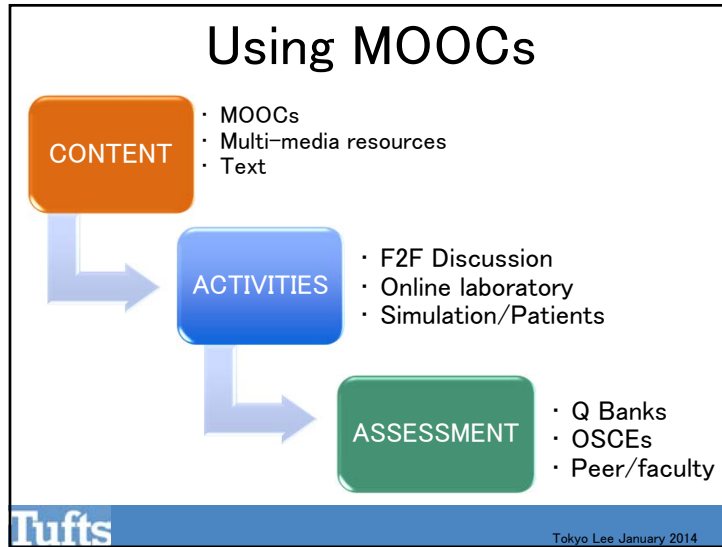 Using MOOCs
CONTENT
· MOOCs
· Multi-media resources
· Text
ACTIVITIES
· F2F Discussion
· Online laboratory
· Simulation/Patients
ASSESSMENT
· Q Banks
· OSCEs
· Peer/faculty
Tufts
Tokyo Lee January 2014